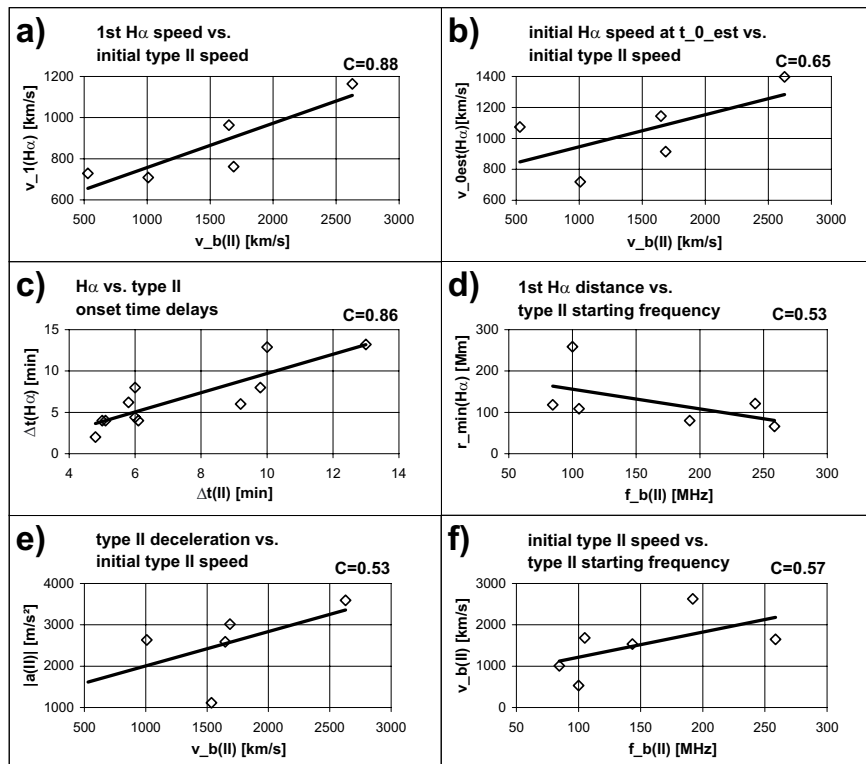 a)
1st Hα speed vs.
initial type II speed
C=0.88
v_1(Hα) [km/s]
1200
1000
800
600
500 1000 1500 2000 2500 3000
v_b(II) [km/s]
b)
initial Hα speed at t_0_est vs.
initial type II speed
C=0.65
v_0est(Hα)[km/s]
1400
1200
1000
800
600
500 1000 1500 2000 2500 3000
v_b(II) [km/s]
c)
Hα vs. type II
onset time delays
C=0.86
Δt(Hα) [min]
15
10
5
0
4 6 8 10 12 14
Δt(II) [min]
d)
1st Hα distance vs.
type II starting frequency
C=0.53
r_min(Hα) [Mm]
300
200
100
0
50 100 150 200 250 300
f_b(II) [MHz]
e)
type II deceleration vs.
initial type II speed
C=0.53
|a(II)| [m/s²]
4000
3000
2000
1000
500 1000 1500 2000 2500 3000
v_b(II) [km/s]
f)
initial type II speed vs.
type II starting frequency
C=0.57
v_b(II) [km/s]
3000
2000
1000
0
50 100 150 200 250 300
f_b(II) [MHz]